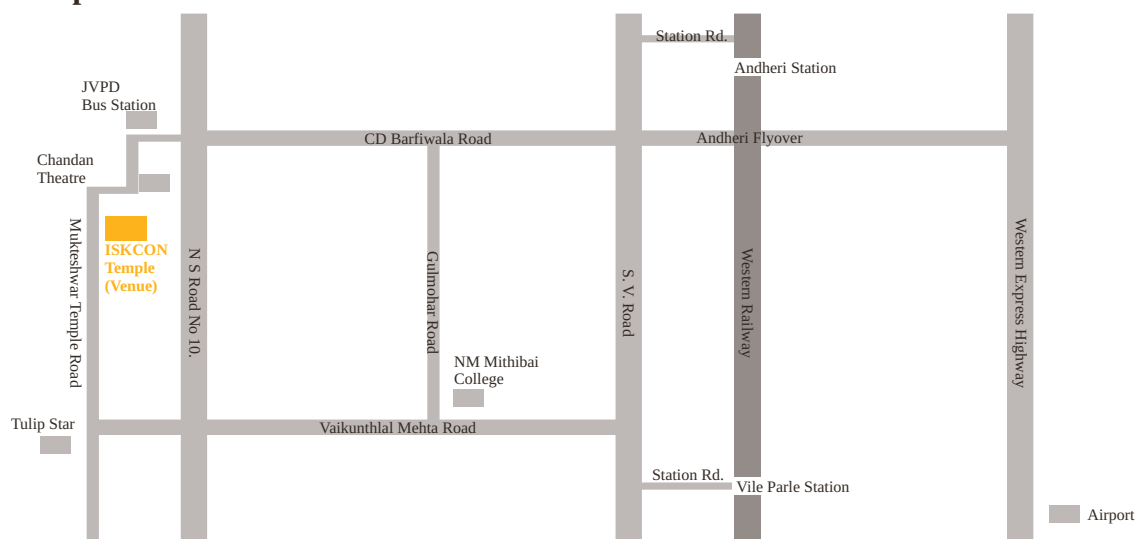 Station Rd.
Andheri Station
JVPD
Bus Station
CD Barfiwala Road
Andheri Flyover
Chandan
Theatre
Mukteshwar Temple Road
ISKCON
Temple
(Venue)
N S Road No 10.
Gulmohar Road
S. V. Road
Western Railway
Western Express Highway
NM Mithibai
College
Tulip Star
Vaikunthlal Mehta Road
Station Rd.
Vile Parle Station
Airport